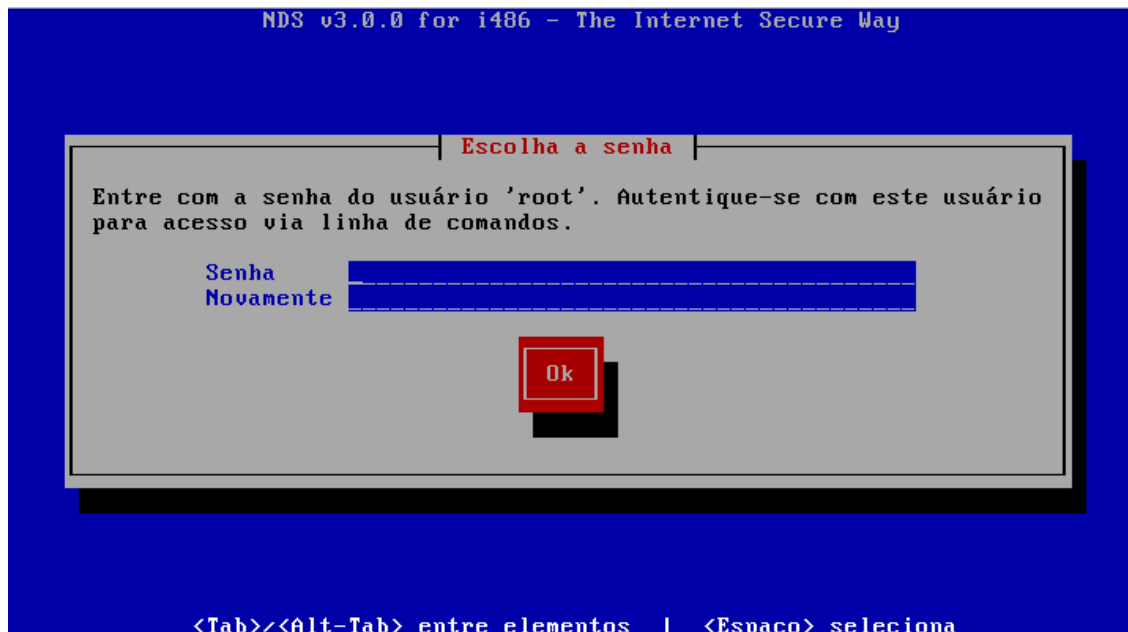 NDS v3.0.0 for i486 - The Internet Secure Way
Escolha a senha
Entre com a senha do usuário 'root'. Autentique-se com este usuário
para acesso via linha de comandos.
Senha
Novamente
Ok
<Tab>/<Alt-Tab> entre elementos | <Espaco> seleciona